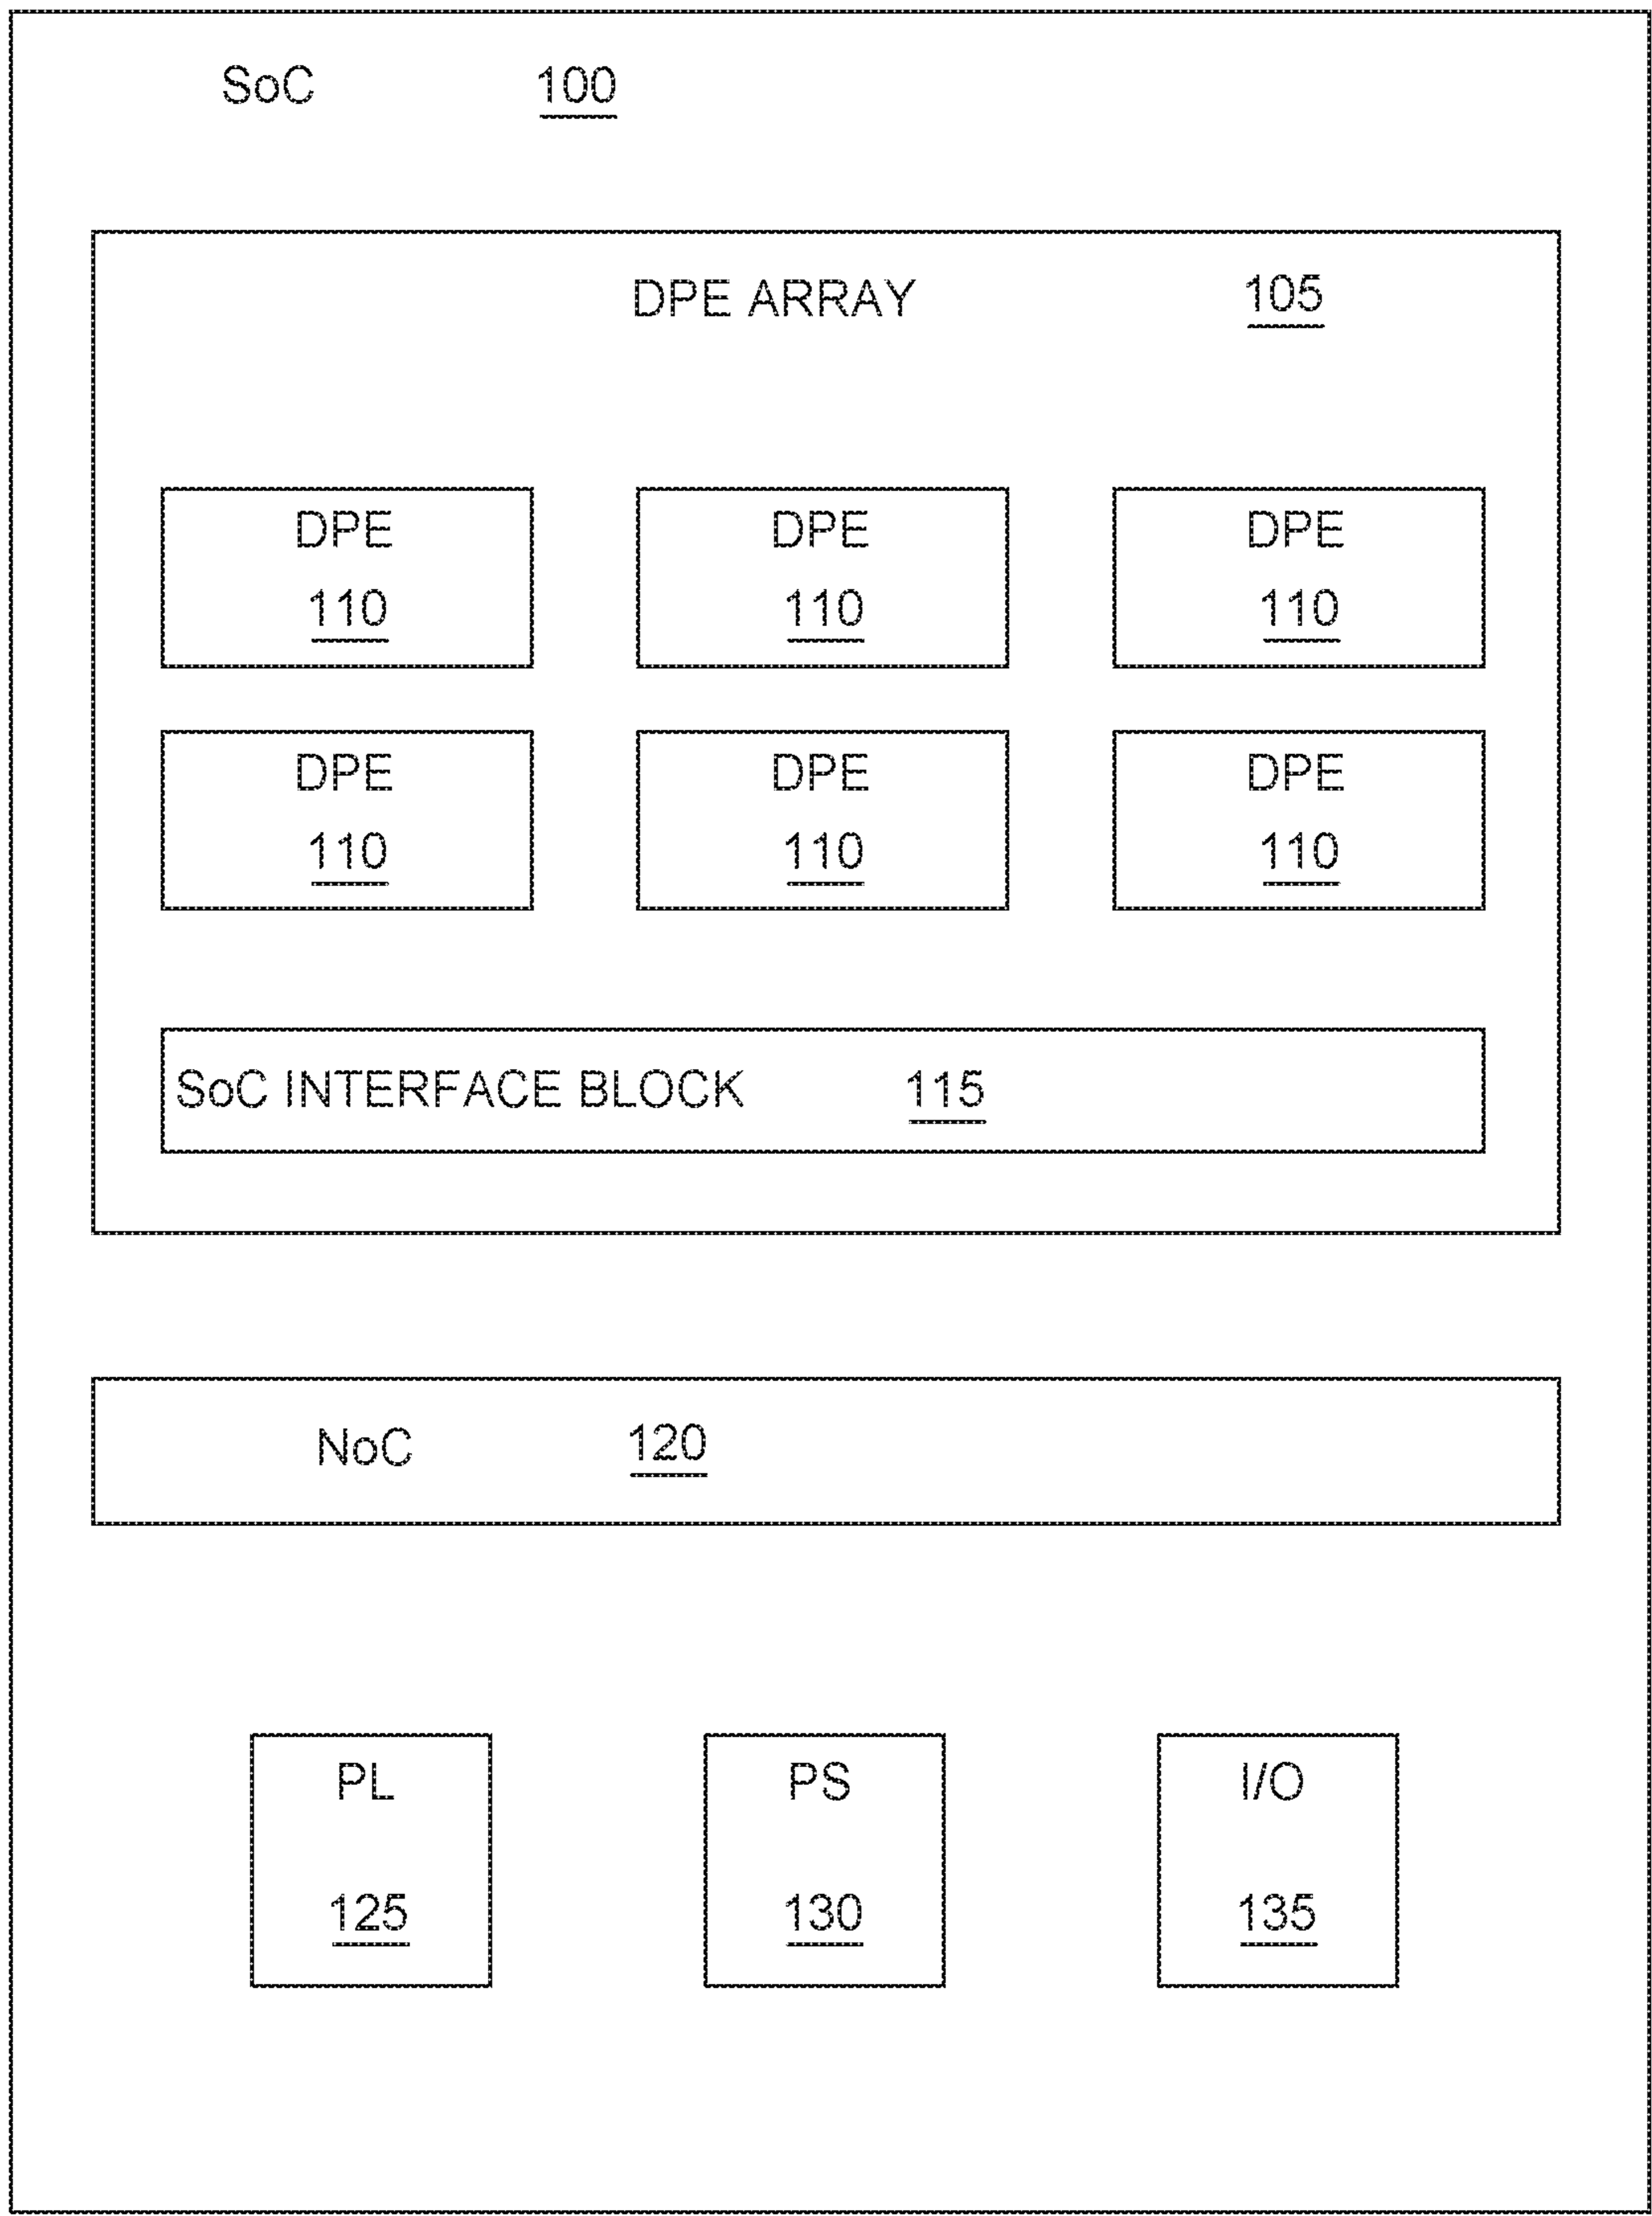 SoC 100
DPE ARRAY 105
DPE DPE DPE
110 110 110
DPE DPE DPE
110 110 110
SoC INTERFACE BLOCK 115
NoC 120
PL PS I/O
125 130 135